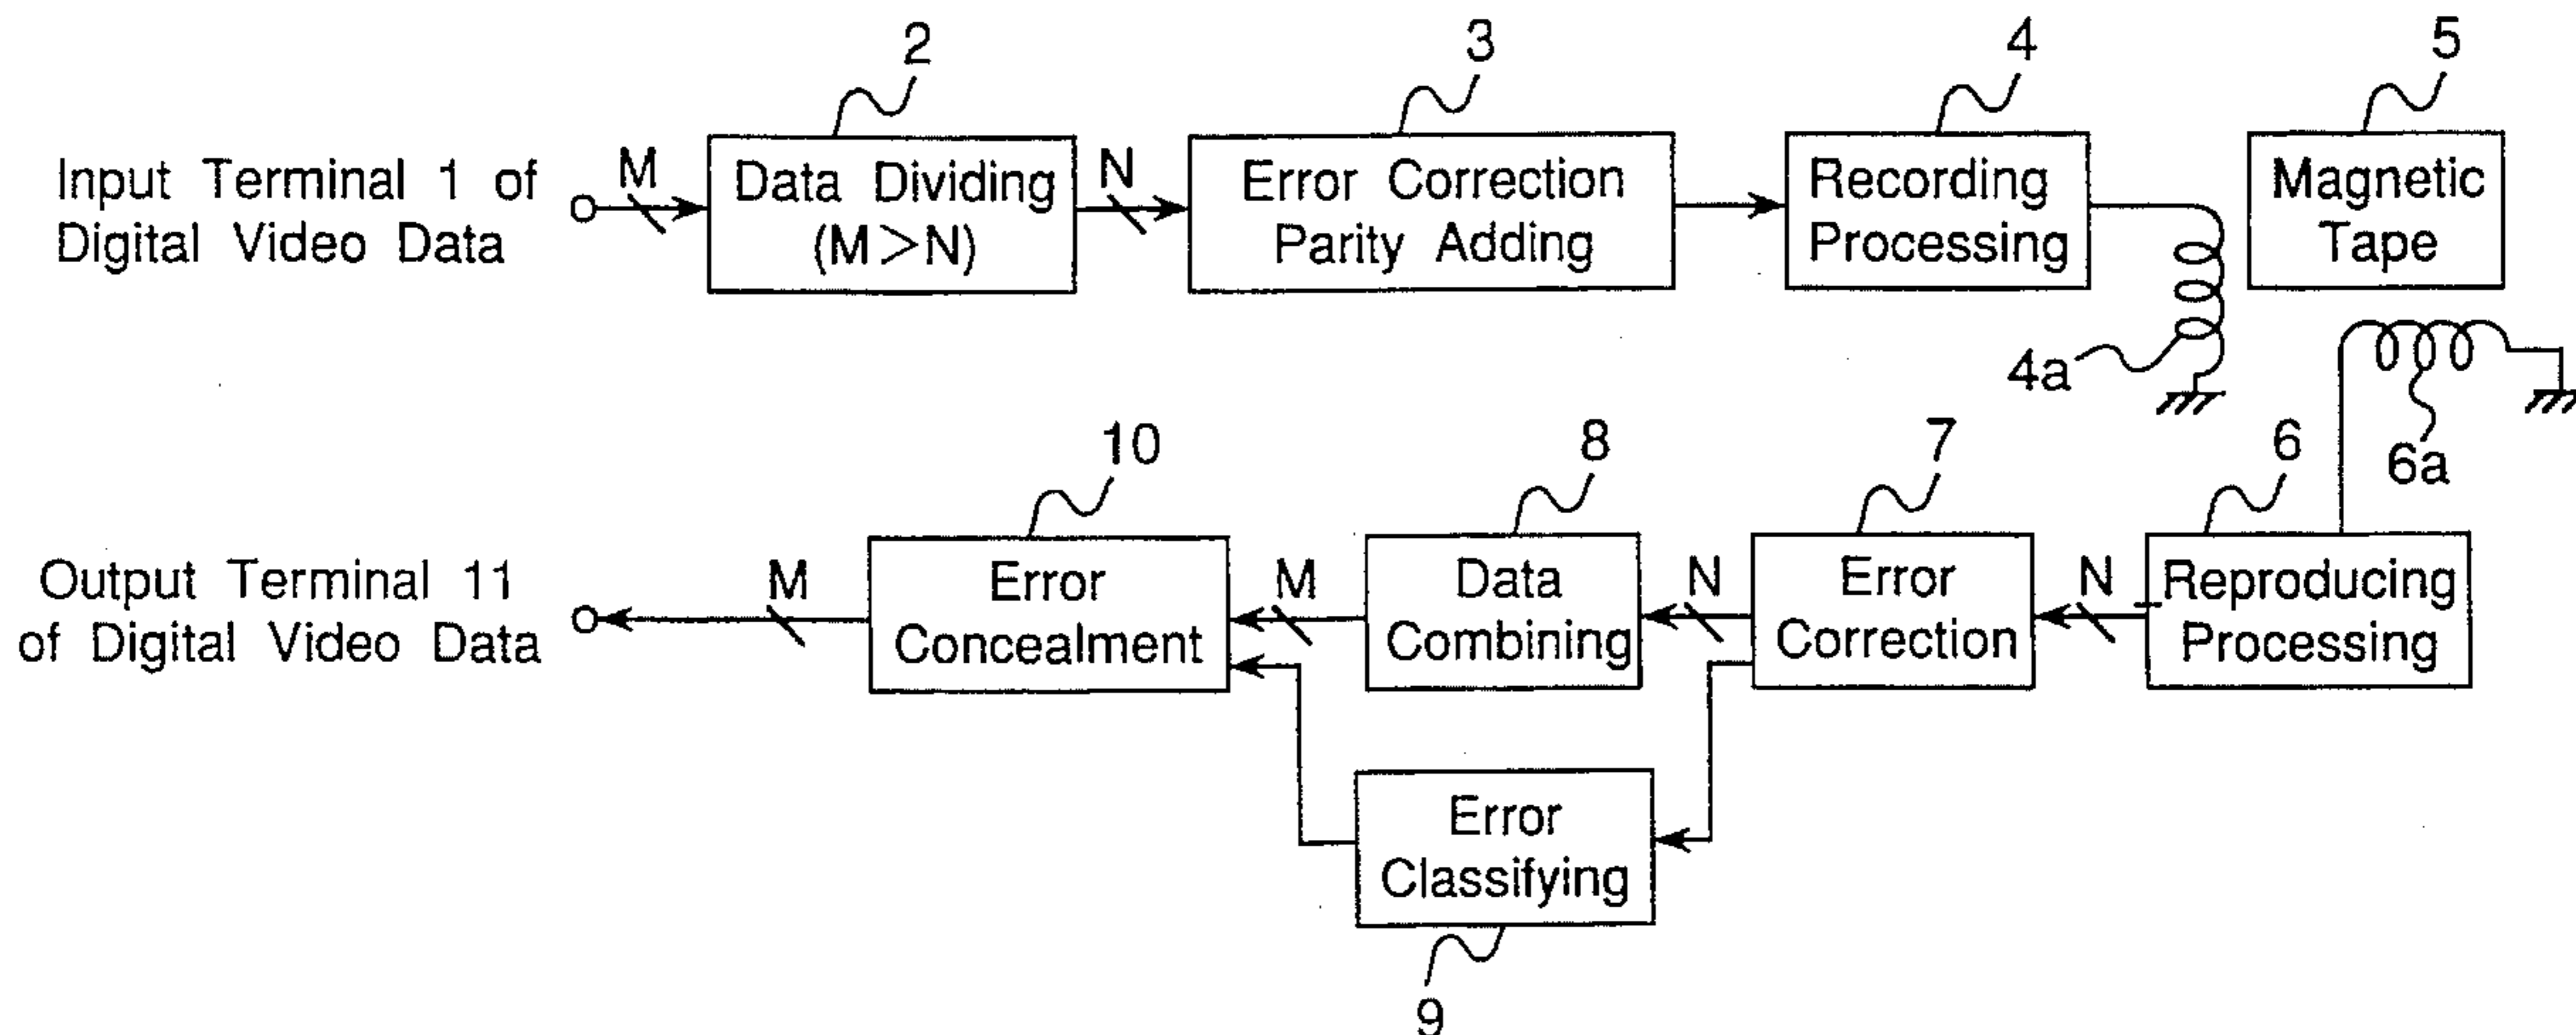 2
3
4
5
Input Terminal 1 of
Digital Video Data
M
Data Dividing
(M>N)
N
Error Correction
Parity Adding
Recording
Processing
Magnetic
Tape
4a
6a
10
8
7
6
Output Terminal 11
of Digital Video Data
M
Error
Concealment
M
Data
Combining
N
Error
Correction
N
Reproducing
Processing
Error
Classifying
9